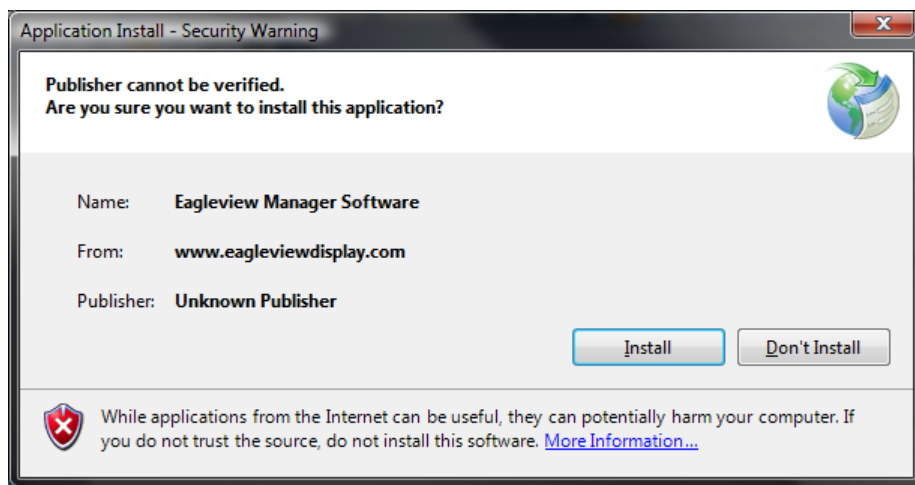 Application Install - Security Warning
Publisher cannot be verified.
Are you sure you want to install this application?
Name: Eagleview Manager Software
From: www.eagleviewdisplay.com
Publisher: Unknown Publisher
Install Don't Install
While applications from the Internet can be useful, they can potentially harm your computer. If
you do not trust the source, do not install this software. More Information...